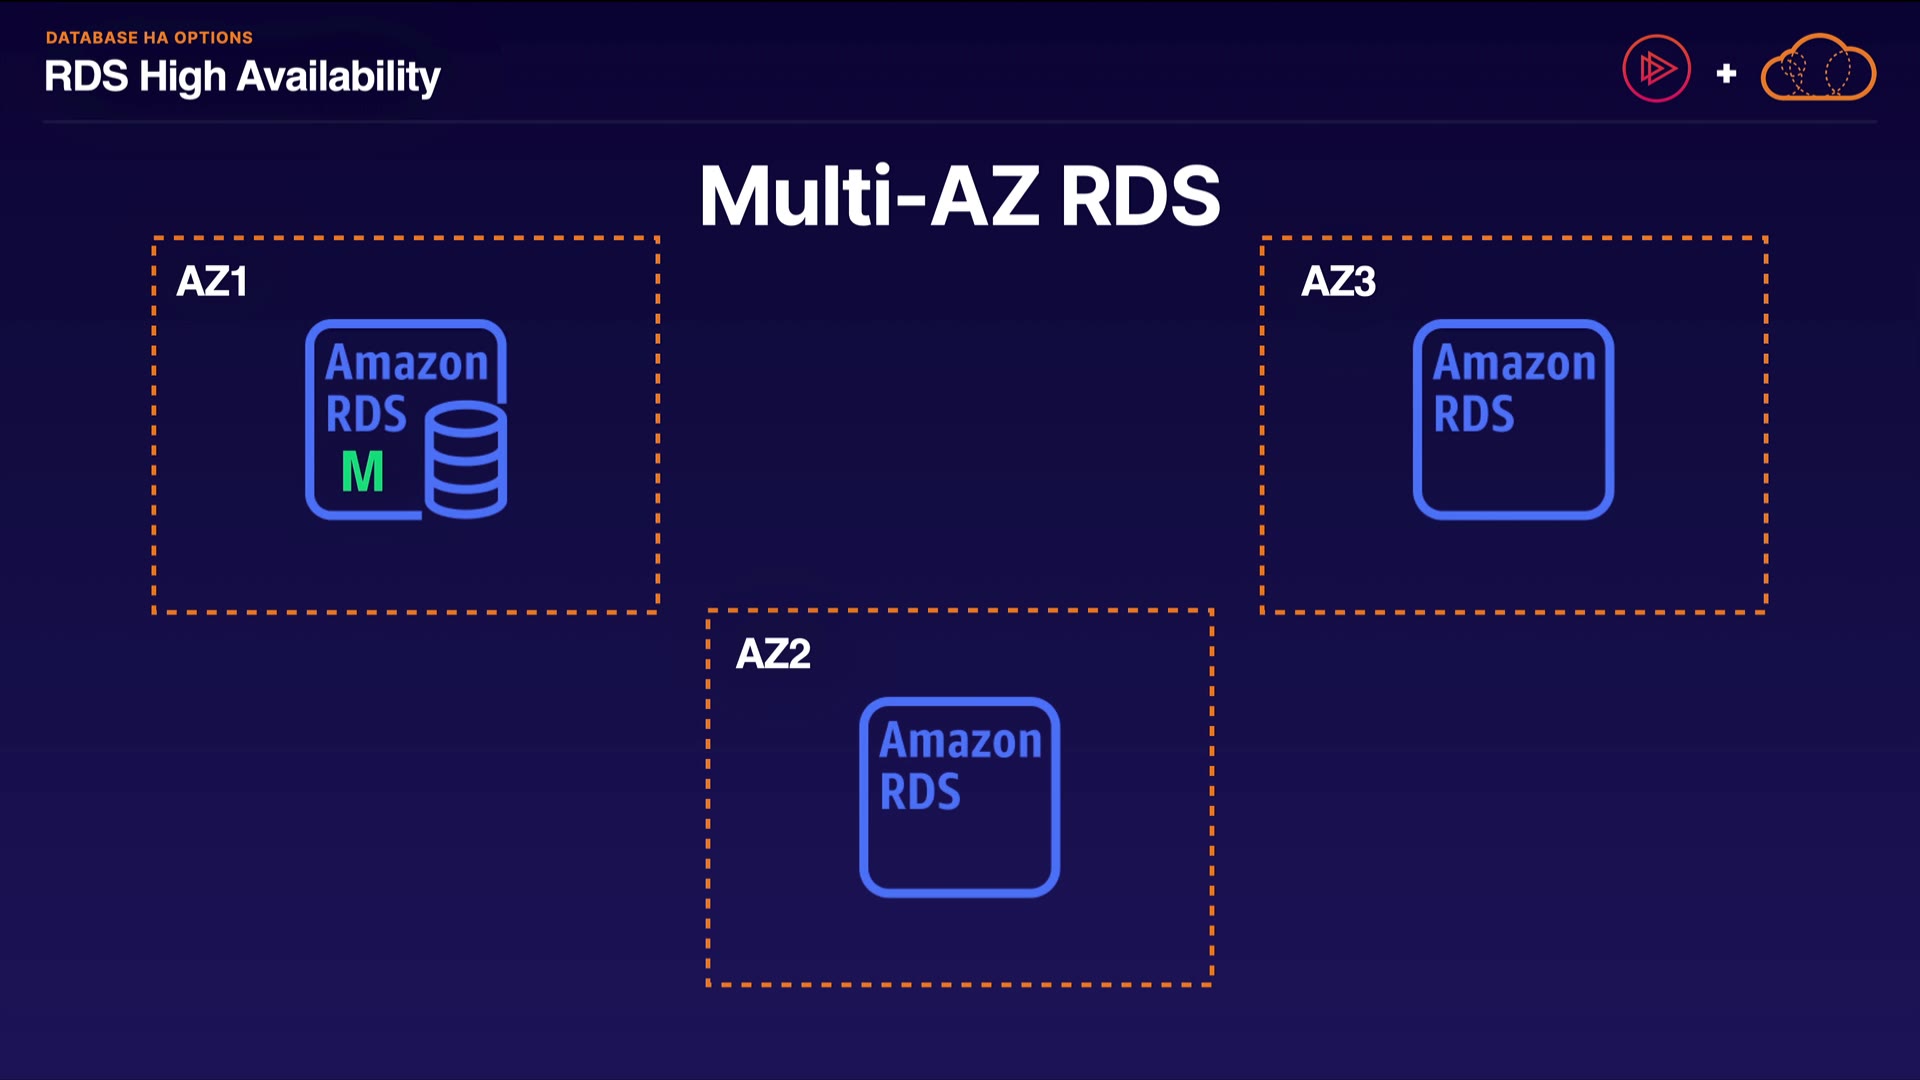 DATABASE HA OPTIONS
RDS High Availability
+
Multi-AZ RDS
AZ1
Amazon
RDS
M
AZ3
Amazon
RDS
AZ2
Amazon
RDS